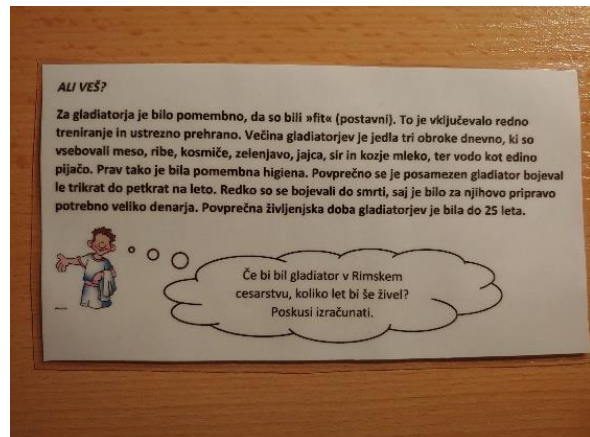 ALI VEŠ?
Za gladiatorja je bilo pomembno, da so bili »fit« (postavni). To je vključevalo redno
treniranje in ustrezno prehrano. Večina gladiatorjev je jedla tri obroke dnevno, ki so
vsebovali meso, ribe, kosmiče, zelenjavo, jajca, sir in kozje mleko, ter vodo kot edino
pijačo. Prav tako je bila pomembna higiena. Povprečno se je posamezen gladiator bojeval
le trikrat do petkrat na leto. Redko so se bojevali do smrti, saj je bilo za njihovo pripravo
potrebno veliko denarja. Povprečna življenjska doba gladiatorjev je bila do 25 leta.
Če bi bil gladiator v Rimskem
cesarstvu, koliko let bi še živel?
Poskusi izračunati.